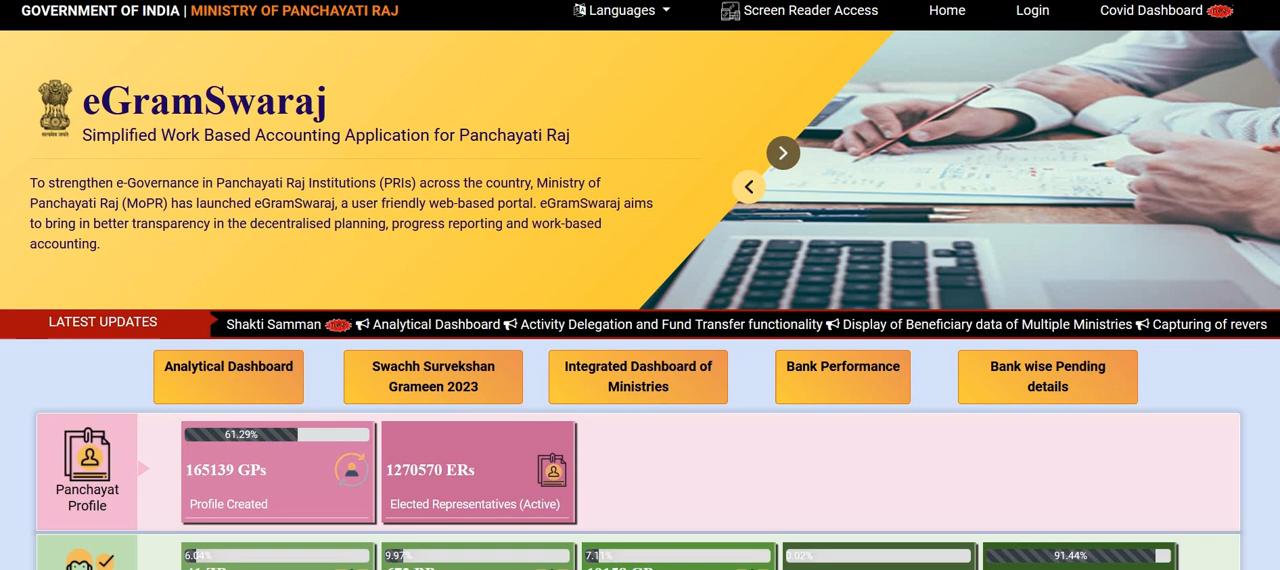 GOVERNMENT OF INDIA | MINISTRY OF PANCHAYATI RAJ
Languages
Screen Reader Access
Home
Login
Covid Dashboard
eGramSwaraj
Simplified Work Based Accounting Application for Panchayati Raj
To strengthen e-Governance in Panchayati Raj Institutions (PRIs) across the country, Ministry of
Panchayati Raj (MoPR) has launched eGramSwaraj, a user friendly web-based portal. eGramSwaraj aims
to bring in better transparency in the decentralised planning, progress reporting and work-based
accounting.
LATEST UPDATES
Shakti Samman Analytical Dashboard Activity Delegation and Fund Transfer functionality Display of Beneficiary data of Multiple Ministries Capturing of revers
Analytical Dashboard
Swachh Survekshan
Grameen 2023
Integrated Dashboard of
Ministries
Bank Performance
Bank wise Pending
details
Panchayat
Profile
61.29%
165139 GPs
Profile Created
1270570 ERs
Elected Representatives (Active)
6.04%
9.97%
7.11%
0.02%
91.44%